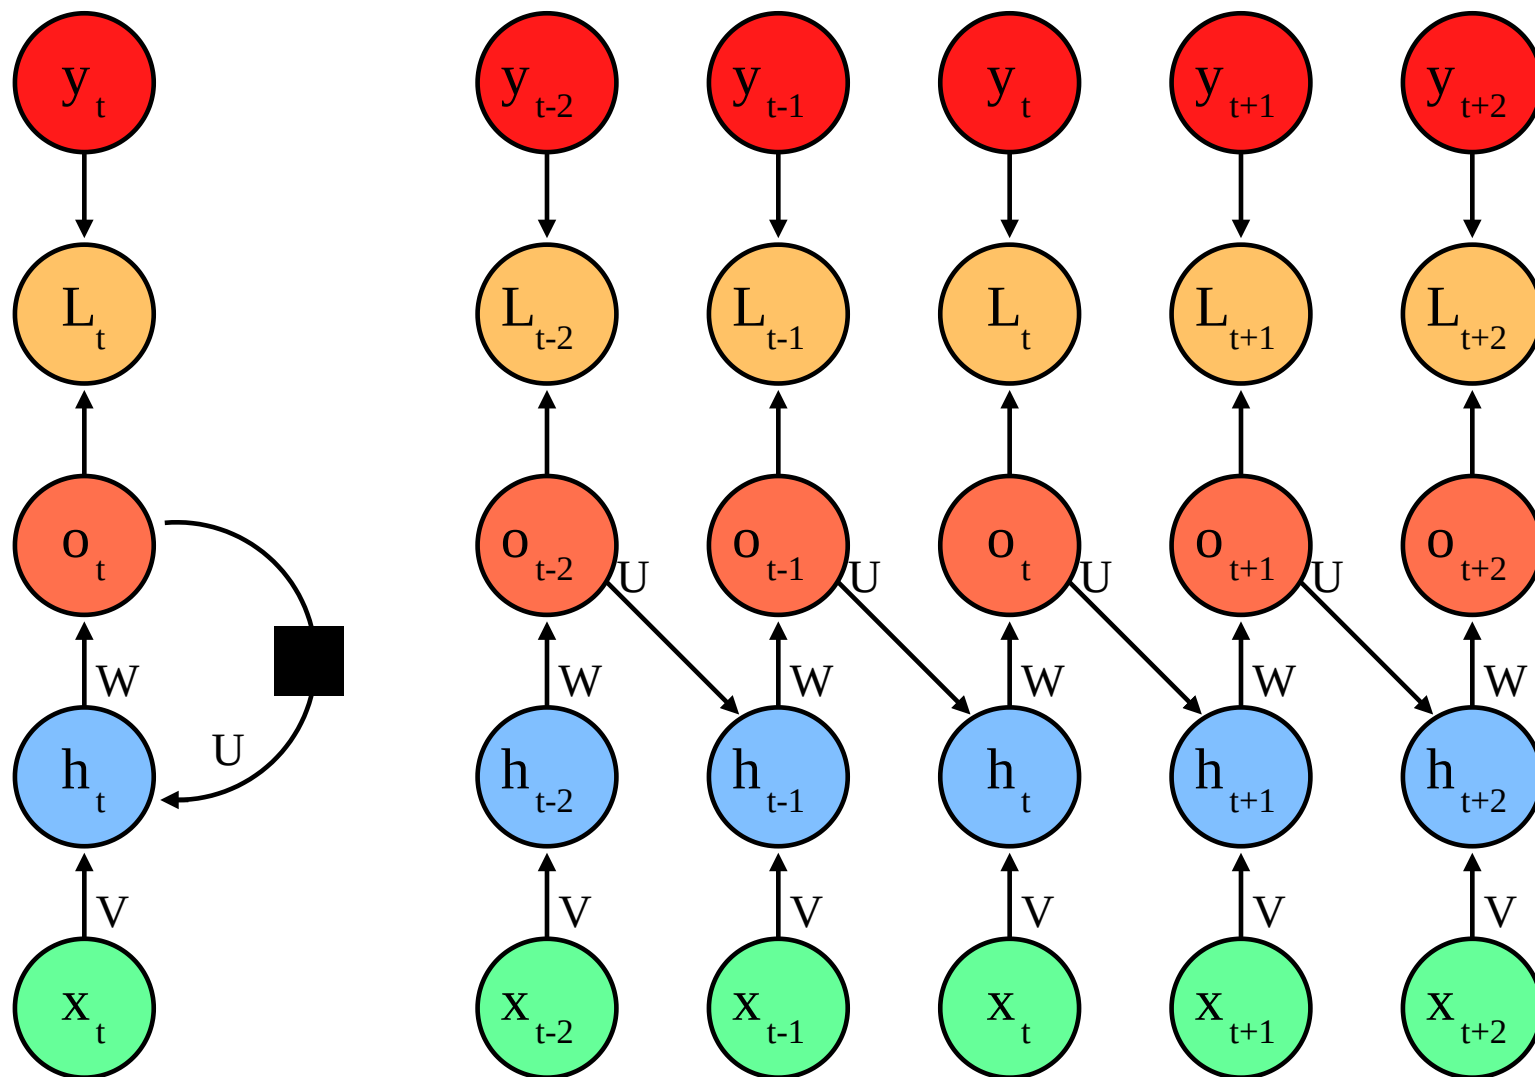 y t y t-2 y t-1 y t y t+1 y t+2
L t L t-2 L t-1 L t L t+1 L t+2
o t o t-2 o t-1 o t o t+1 o t+2
U U U U
W W W W W W
U
h t h t-2 h t-1 h t h t+1 h t+2
V V V V V V
x t x t-2 x t-1 x t x t+1 x t+2